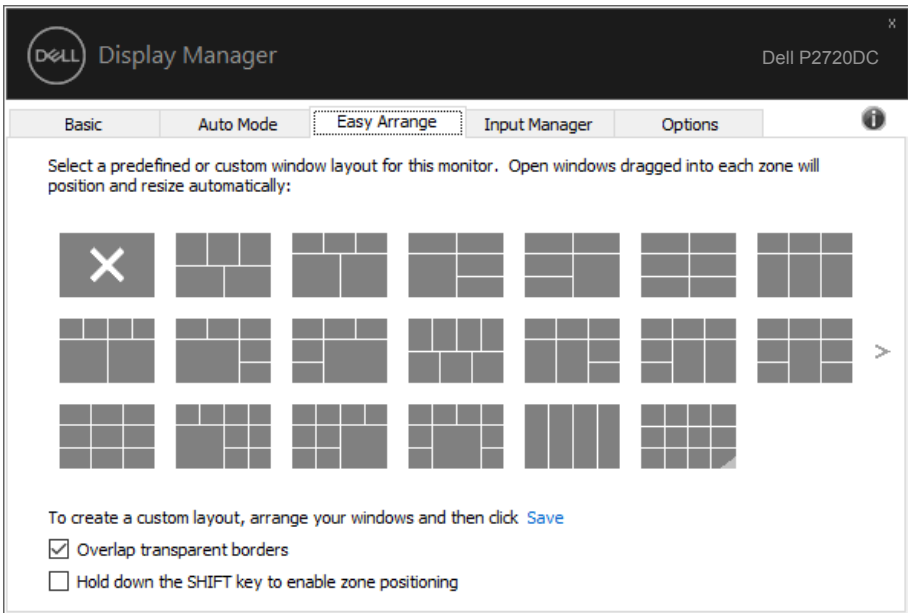 x
DELL Display Manager
Dell P2720DC
Basic Auto Mode Easy Arrange Input Manager Options
Select a predefined or custom window layout for this monitor. Open windows dragged into each zone will
position and resize automatically:
>
To create a custom layout, arrange your windows and then click Save
Overlap transparent borders
Hold down the SHIFT key to enable zone positioning